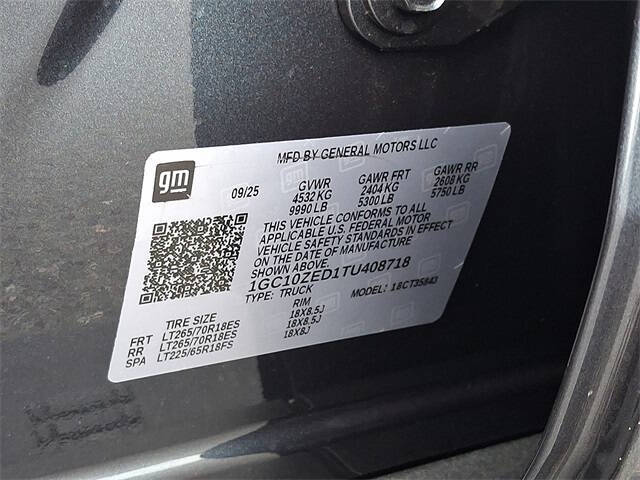 MFD BY GENERAL MOTORS LLC
gm
09/25 GVWR GAWR FRT GAWR RR
4532 KG 2404 KG 2608 KG
9990 LB 5300 LB 5750 LB
THIS VEHICLE CONFORMS TO ALL
APPLICABLE U.S. FEDERAL MOTOR
VEHICLE SAFETY STANDARDS IN EFFECT
ON THE DATE OF MANUFACTURE
SHOWN ABOVE.
1GC10ZED1TU408718
TYPE: TRUCK MODEL: 18CT35843
TIRE SIZE RIM
FRT LT265/70R18ES 18X8.5J
RR LT265/70R18ES 18X8.5J
SPA LT225/65R18FS 18X8J